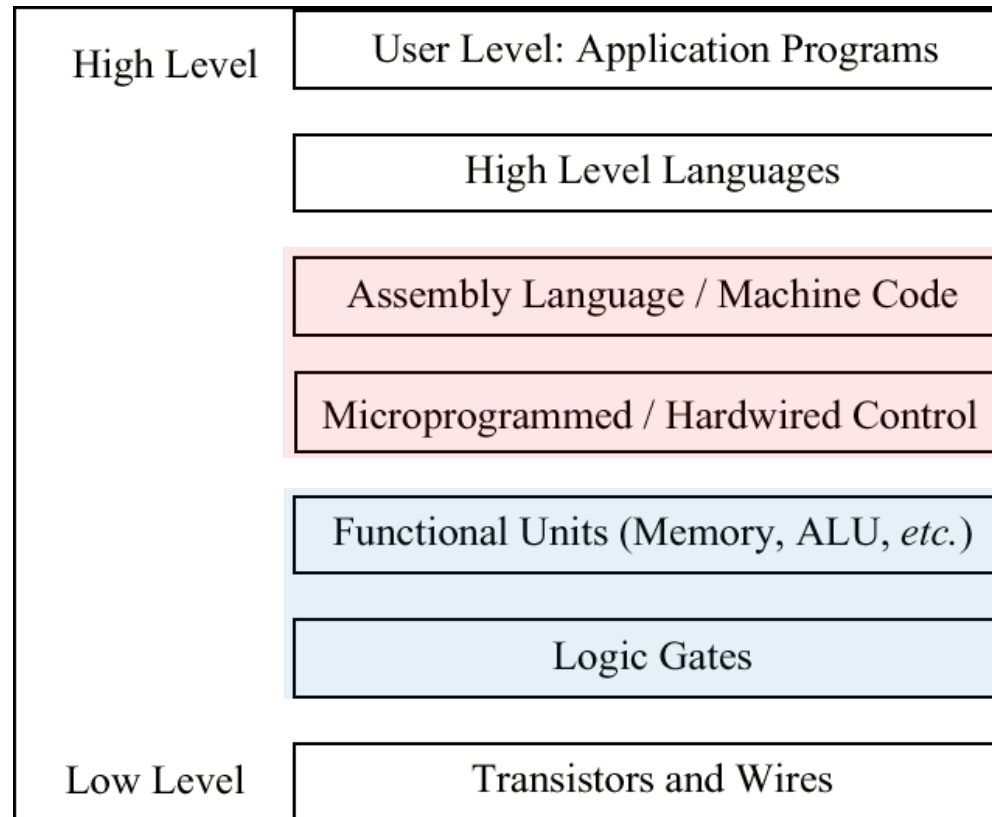 High Level
User Level: Application Programs
High Level Languages
Assembly Language / Machine Code
Microprogrammed / Hardwired Control
Functional Units (Memory, ALU, etc.)
Logic Gates
Low Level
Transistors and Wires